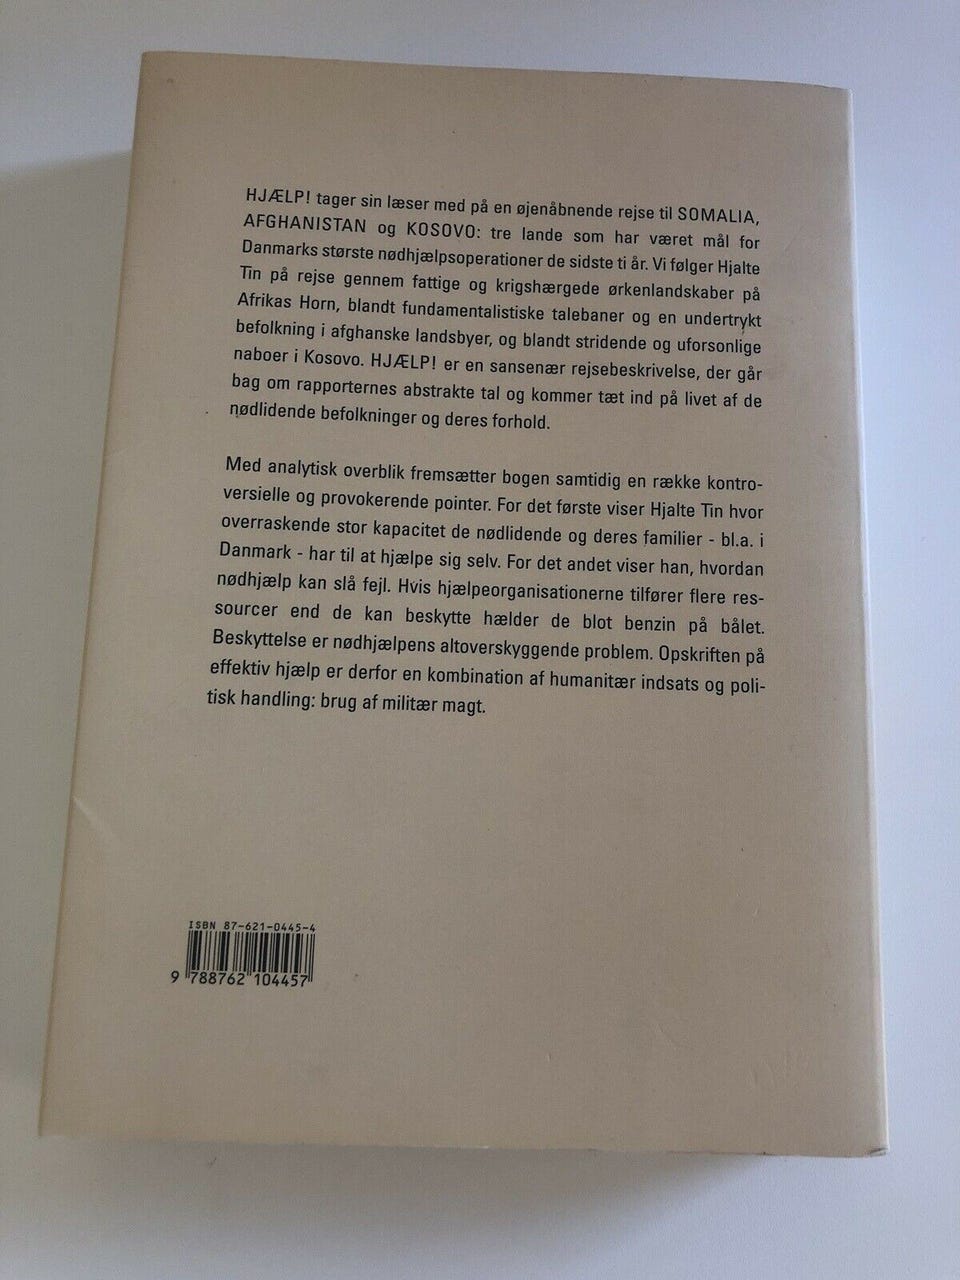 HJÆLP! tager sin læser med på en øjenåbnende rejse til SOMALIA,
AFGHANISTAN og KOSOVO: tre lande som har været mål for
Danmarks største nødhjælpsoperationer de sidste ti år. Vi følger Hjalte
Tin på rejse gennem fattige og krigshærgede ørkenlandskaber på
Afrikas Horn, blandt fundamentalistiske talebaner og en undertrykt
befolkning i afghanske landsbyer, og blandt stridende og uforsonlige
naboer i Kosovo. HJÆLP! er en sansenær rejsebeskrivelse, der går
bag om rapporternes abstrakte tal og kommer tæt ind på livet af de
nødlidende befolkninger og deres forhold.
Med analytisk overblik fremsætter bogen samtidig en række kontro-
versielle og provokerende pointer. For det første viser Hjalte Tin hvor
overraskende stor kapacitet de nødlidende og deres familier - bl.a. i
Danmark - har til at hjælpe sig selv. For det andet viser han, hvordan
nødhjælp kan slå fejl. Hvis hjælpeorganisationerne tilfører flere res-
sourcer end de kan beskytte hælder de blot benzin på bålet.
Beskyttelse er nødhjælpens altoverskyggende problem. Opskriften på
effektiv hjælp er derfor en kombination af humanitær indsats og poli-
tisk handling: brug af militær magt.
ISBN 87-621-0445-4
9 788762 104457